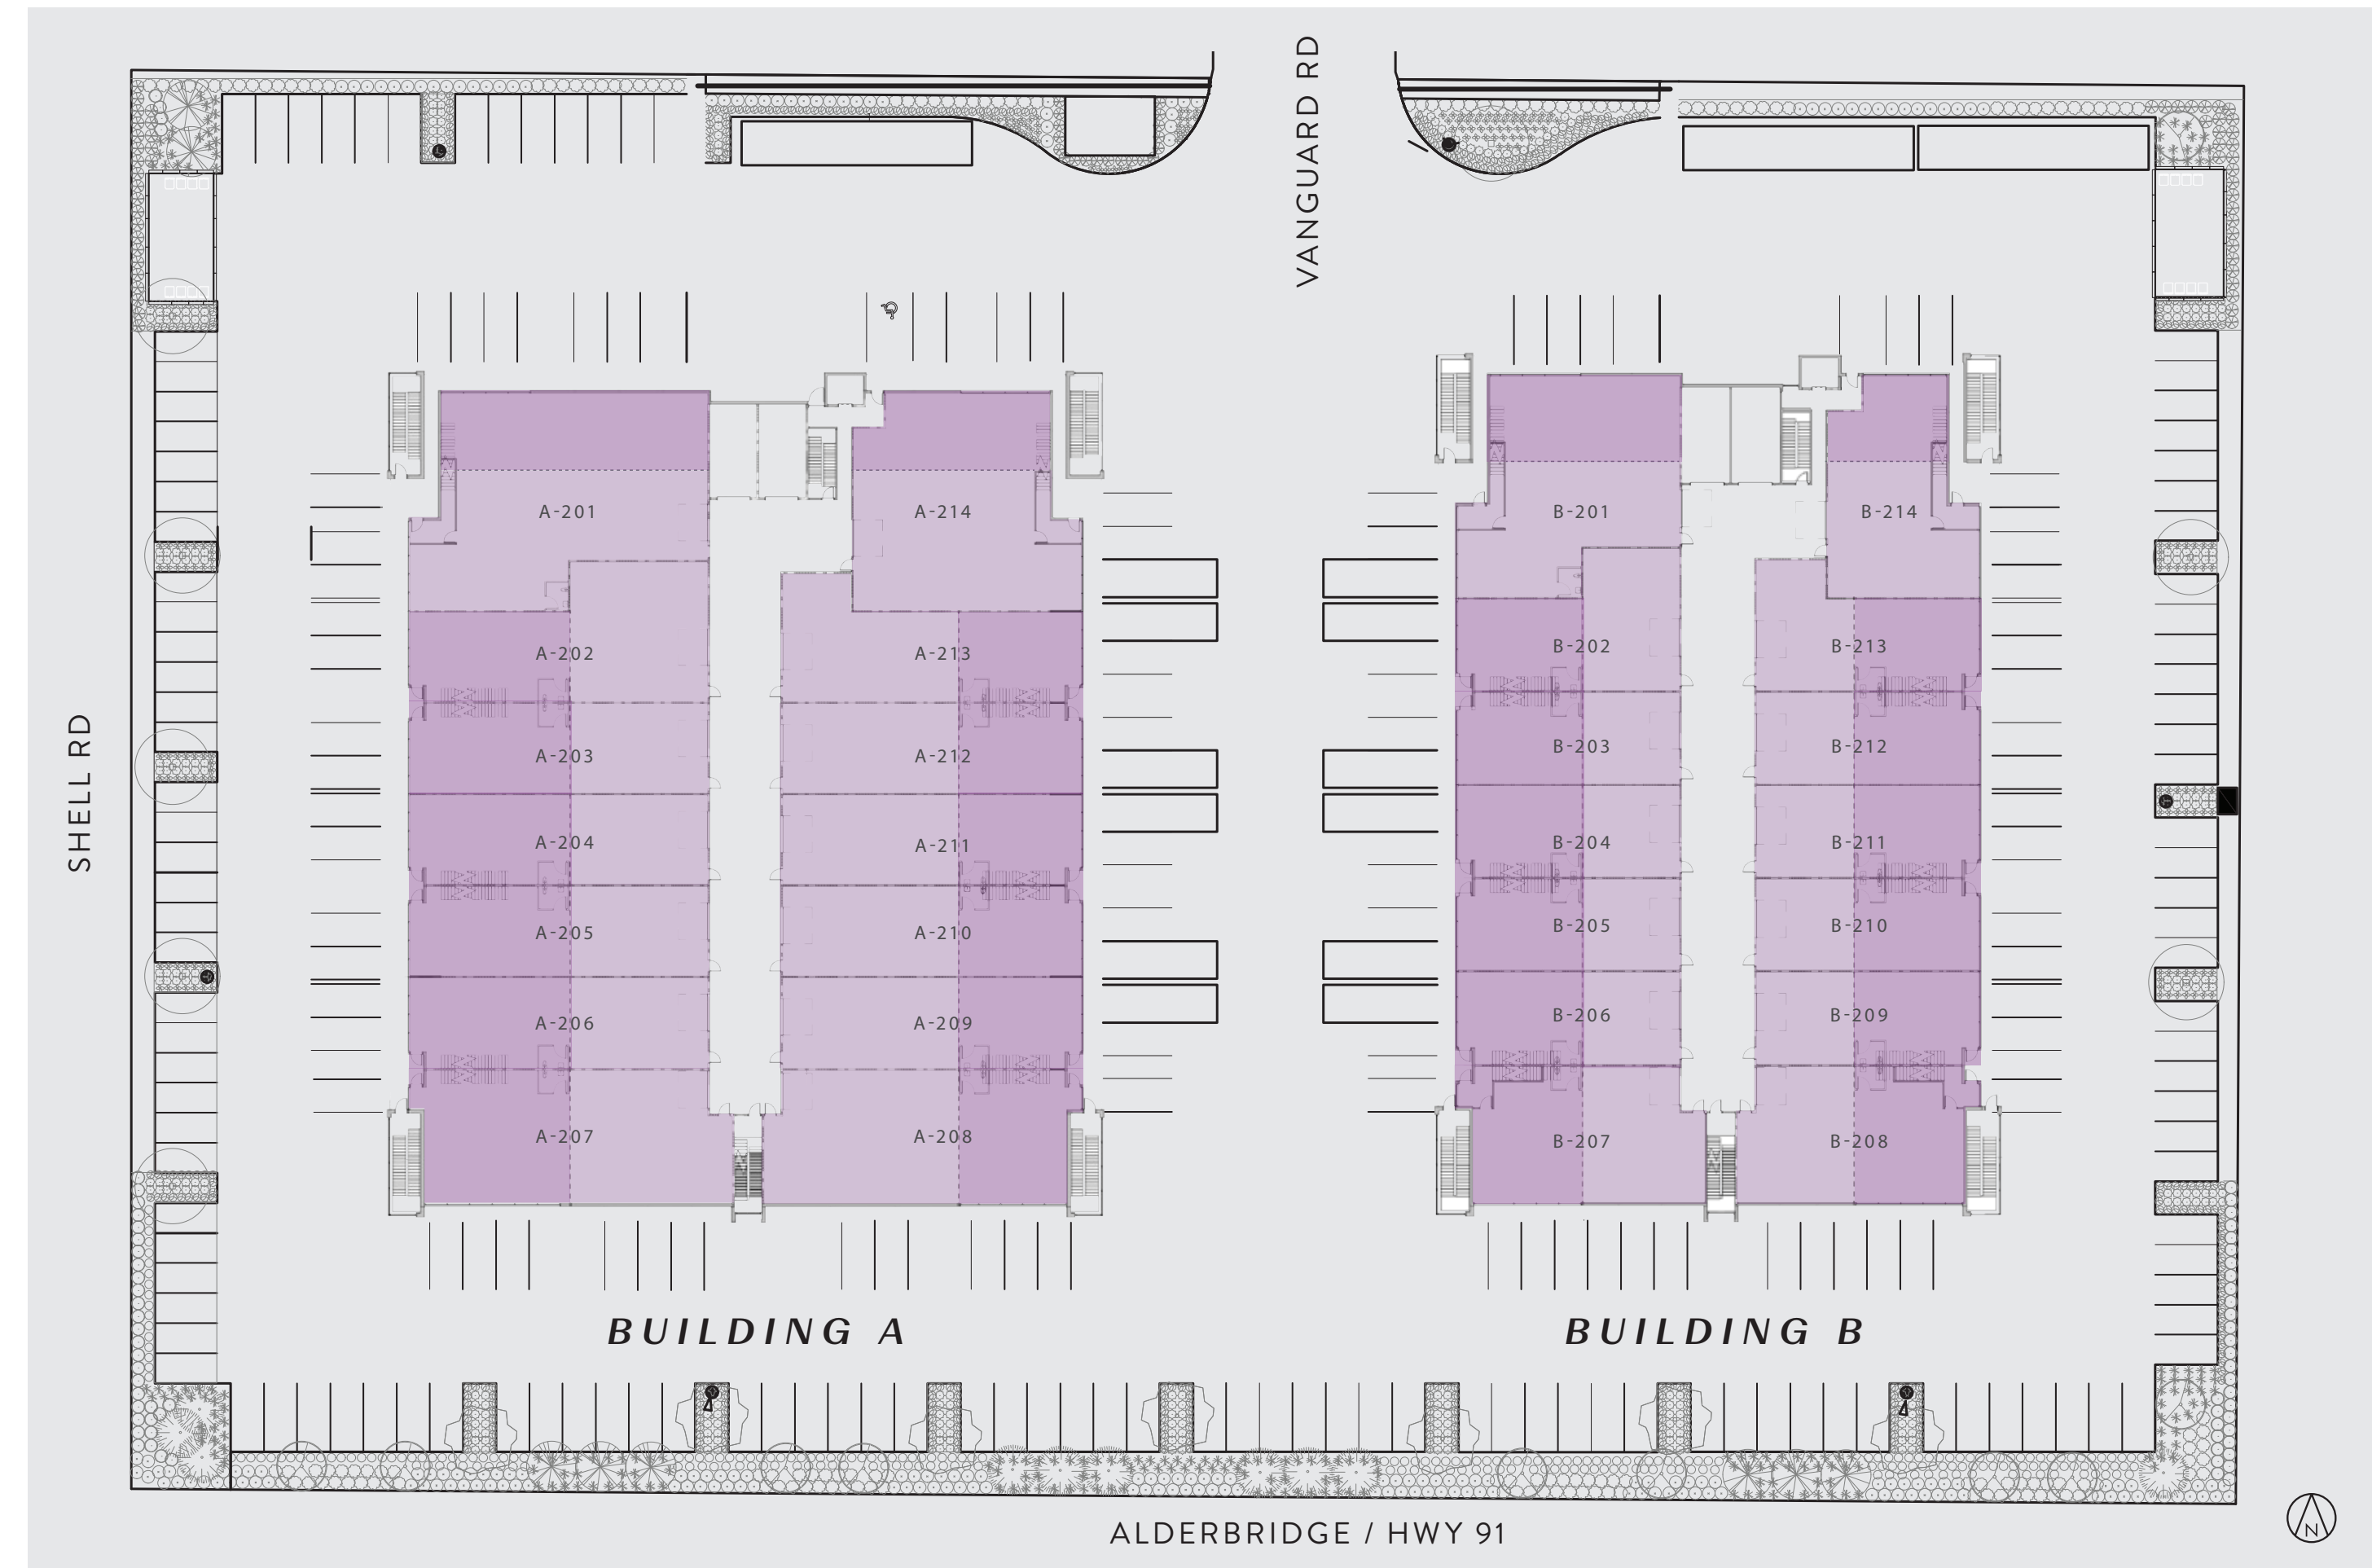 VANGUARD RD
SHELL RD
A-201
A-214
B-201
B-214
A-202
A-213
B-202
B-213
A-203
A-212
B-203
B-212
A-204
A-211
B-204
B-211
A-205
A-210
B-205
B-210
A-206
A-209
B-206
B-209
A-207
A-208
B-207
B-208
BUILDING A
BUILDING B
ALDERBRIDGE / HWY 91
N